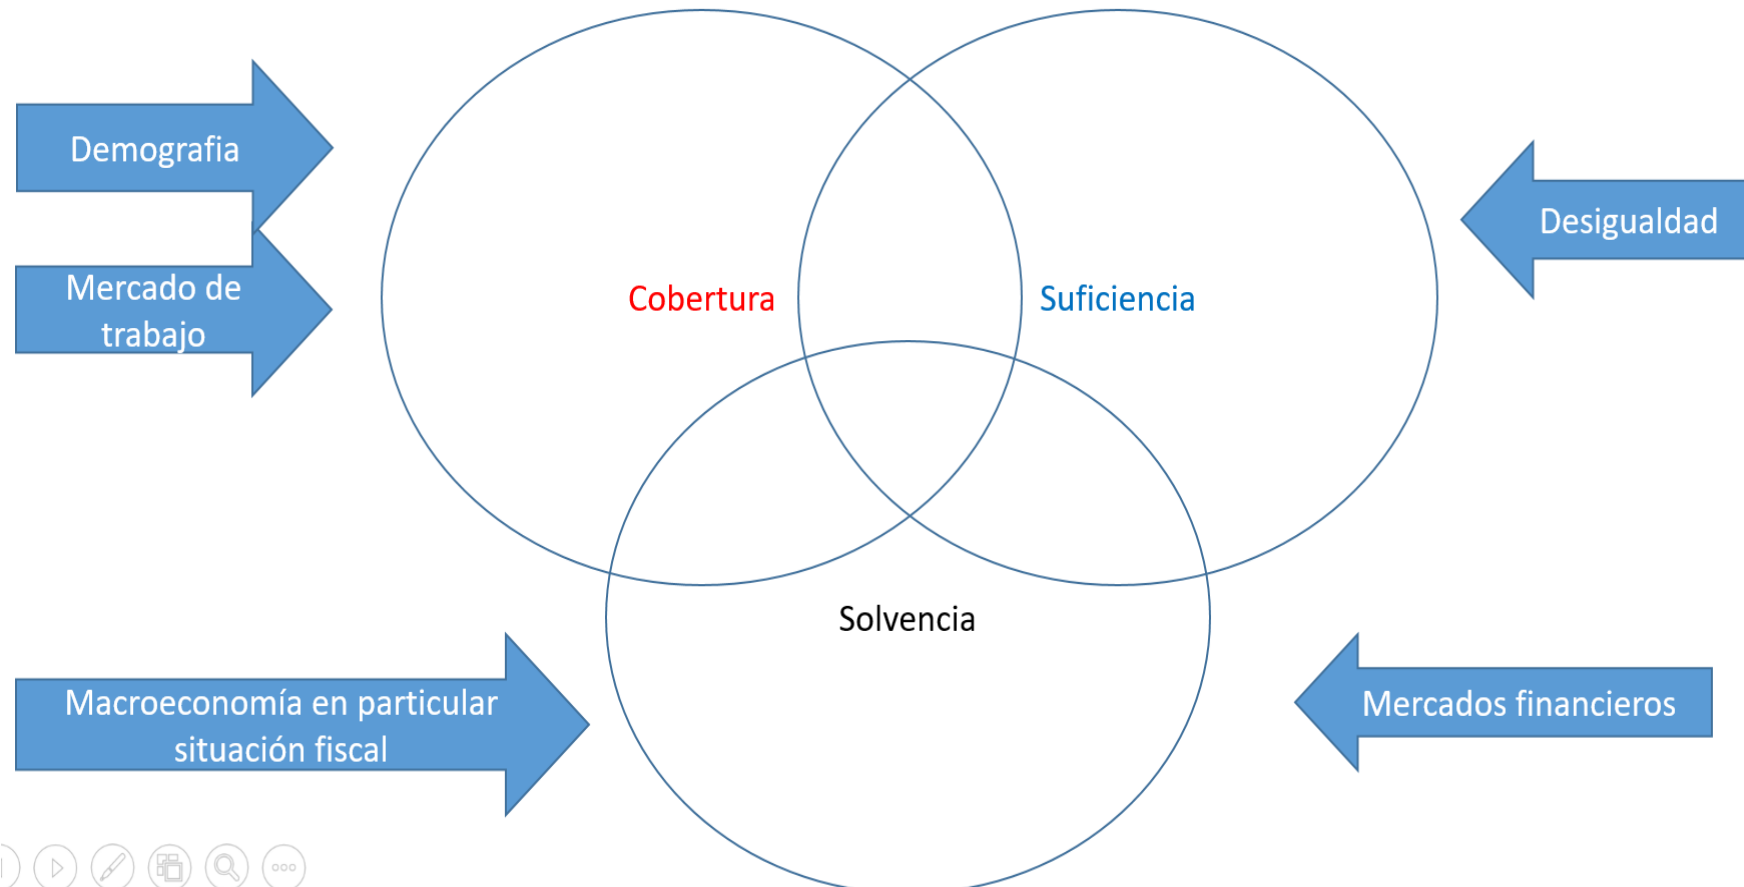 Demografia
Mercado de
trabajo
Cobertura
Suficiencia
Desigualdad
Solvencia
Macroeconomía en particular
situación fiscal
Mercados financieros